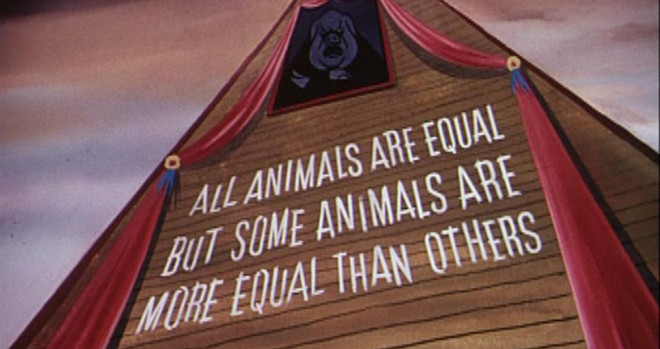 ALL ANIMALS ARE EQUAL
BUT SOME ANIMALS ARE
MORE EQUAL THAN OTHERS